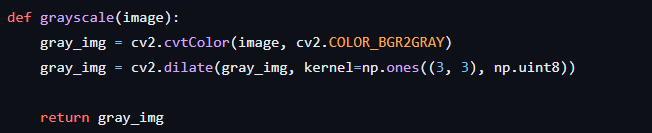 def grayscale(image):
    gray_img = cv2.cvtColor(image, cv2.COLOR_BGR2GRAY)
    gray_img = cv2.dilate(gray_img, kernel=np.ones((3, 3), np.uint8))
    return gray_img